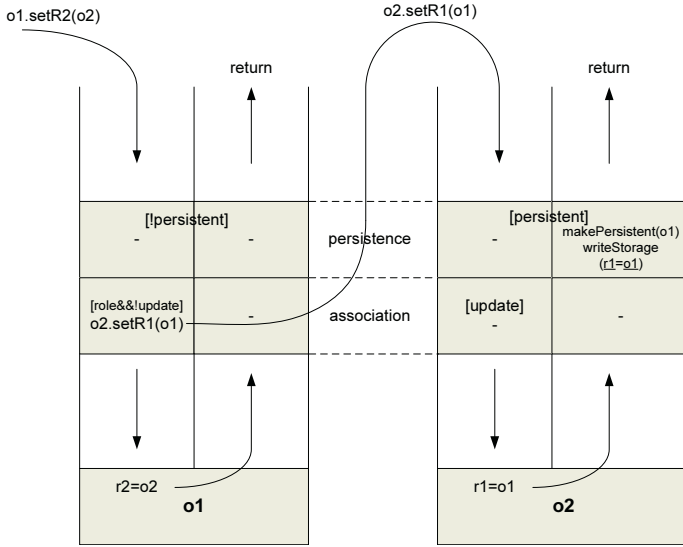 o1.setR2(o2)
o2.setR1(o1)
return
return
[!persistent]
-
-
persistence
[persistent]
-
makePersistent(o1)
writeStorage
(r1=o1)
[role&&!update]
o2.setR1(o1)
-
association
[update]
-
-
r2=o2
o1
r1=o1
o2